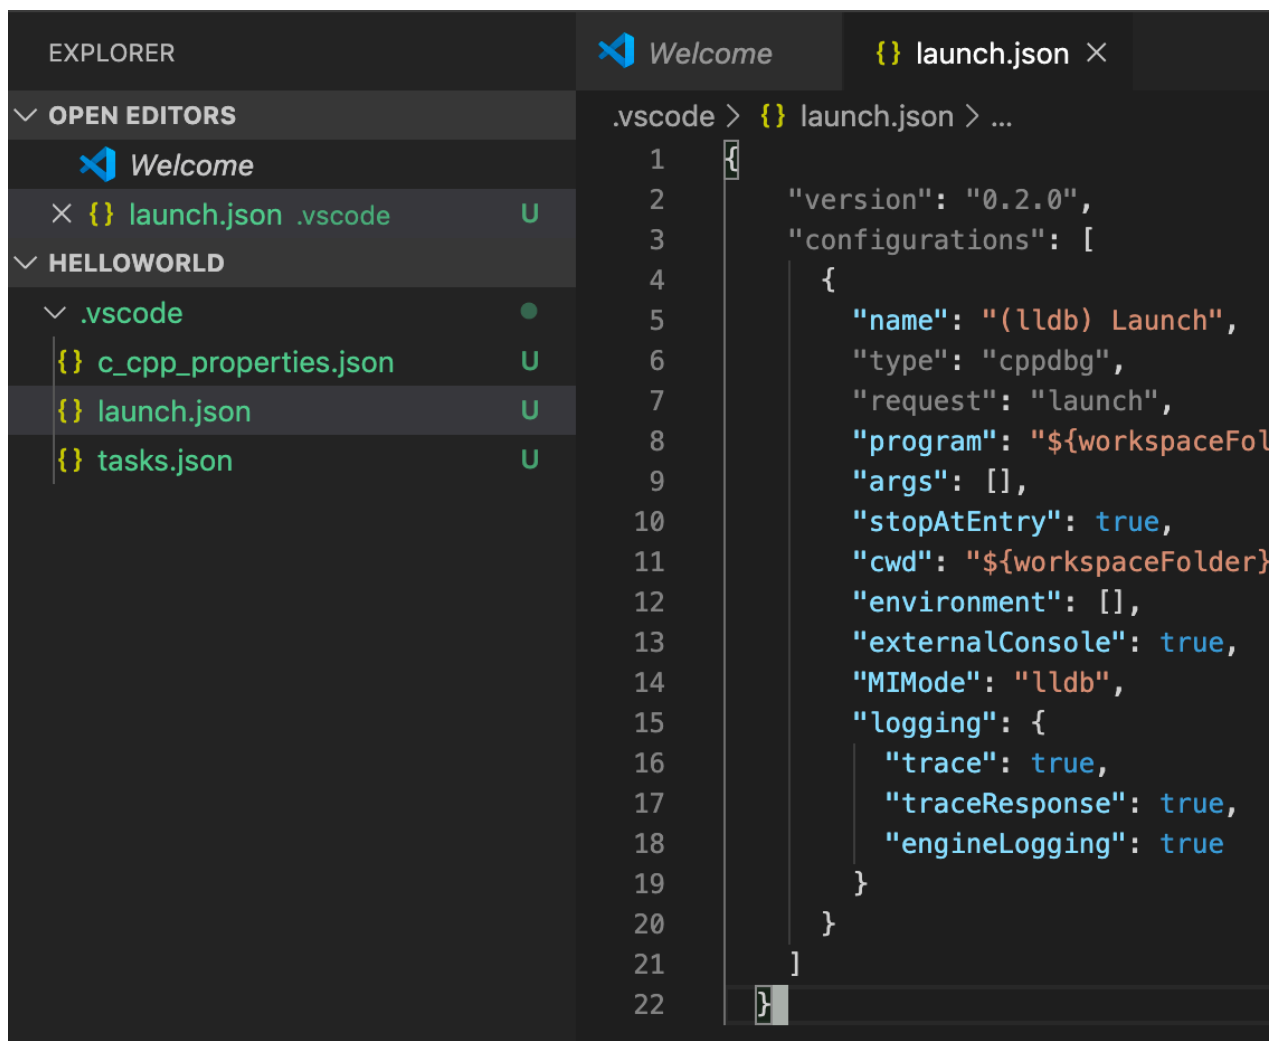 EXPLORER
OPEN EDITORS
Welcome
launch.json .vscode U
HELLOWORLD
.vscode
{} c_cpp_properties.json U
{} launch.json U
{} tasks.json U
Welcome
{} launch.json ×
.vscode > {} launch.json > ...
1 {
2 "version": "0.2.0",
3 "configurations": [
4 {
5 "name": "(lldb) Launch",
6 "type": "cppdbg",
7 "request": "launch",
8 "program": "${workspaceFol
9 "args": [],
10 "stopAtEntry": true,
11 "cwd": "${workspaceFolder}
12 "environment": [],
13 "externalConsole": true,
14 "MIMode": "lldb",
15 "logging": {
16 "trace": true,
17 "traceResponse": true,
18 "engineLogging": true
19 }
20 }
21 ]
22 }